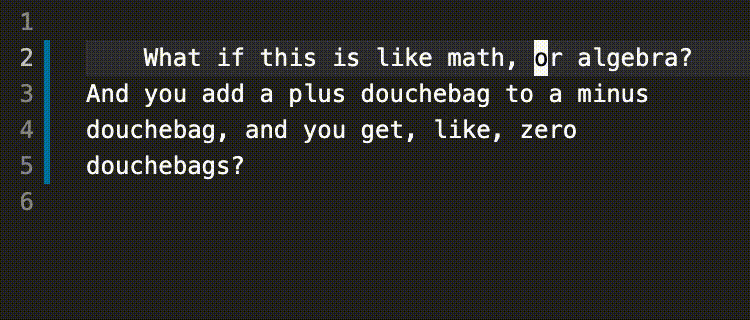 1
2 What if this is like math, or algebra?
3 And you add a plus douchebag to a minus
4 douchebag, and you get, like, zero
5 douchebags?
6